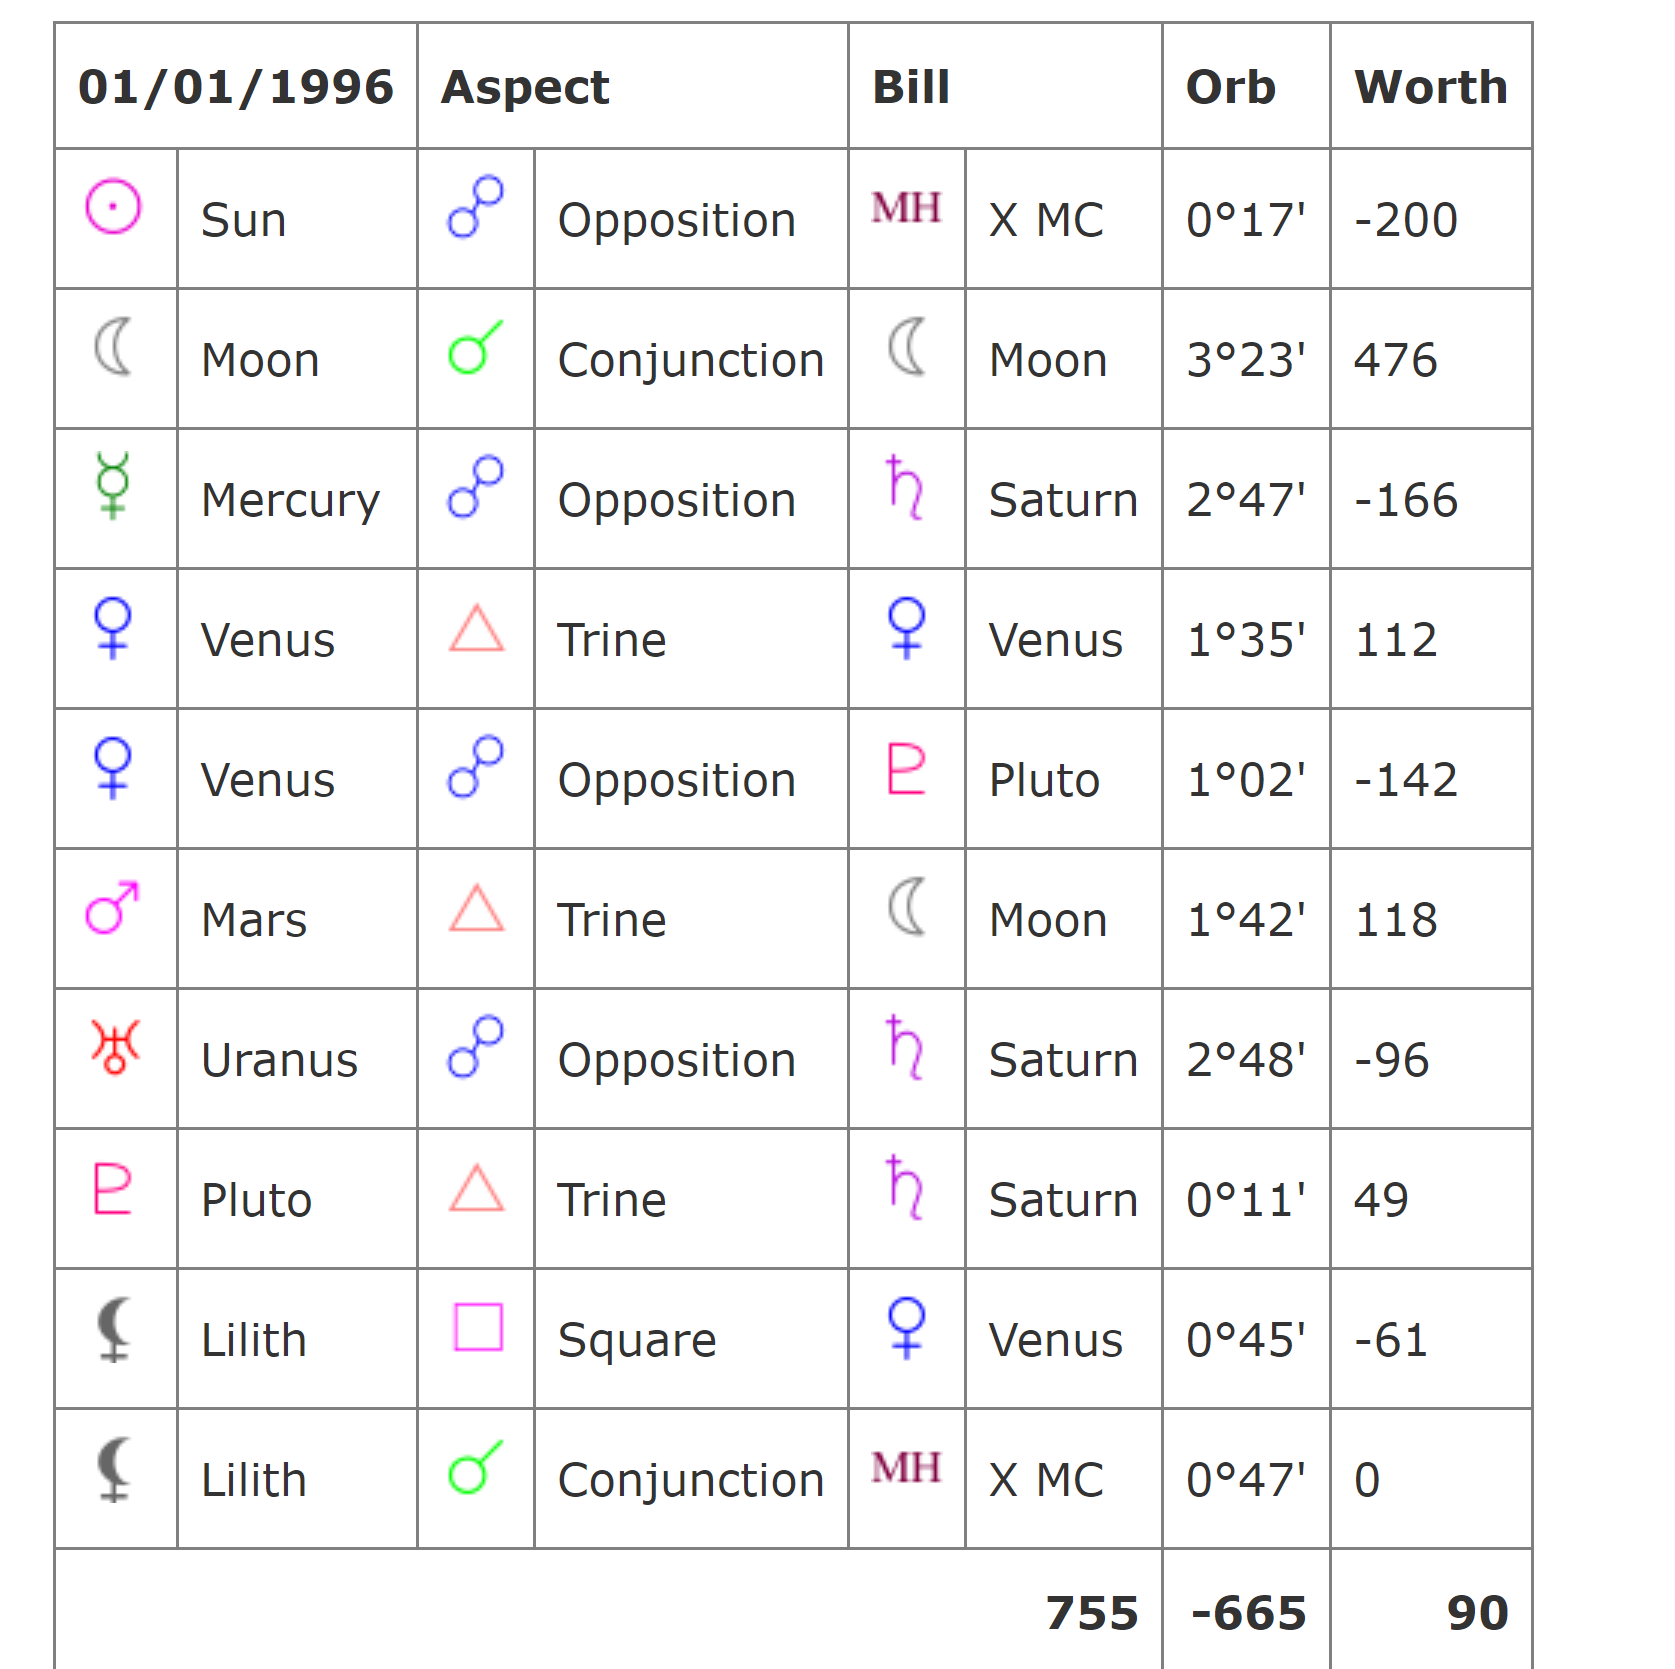 01/01/1996 Aspect Bill Orb Worth
Sun Opposition MH X MC 0°17' -200
Moon Conjunction Moon 3°23' 476
Mercury Opposition Saturn 2°47' -166
Venus Trine Venus 1°35' 112
Venus Opposition Pluto 1°02' -142
Mars Trine Moon 1°42' 118
Uranus Opposition Saturn 2°48' -96
Pluto Trine Saturn 0°11' 49
Lilith Square Venus 0°45' -61
Lilith Conjunction MH X MC 0°47' 0
755 -665 90